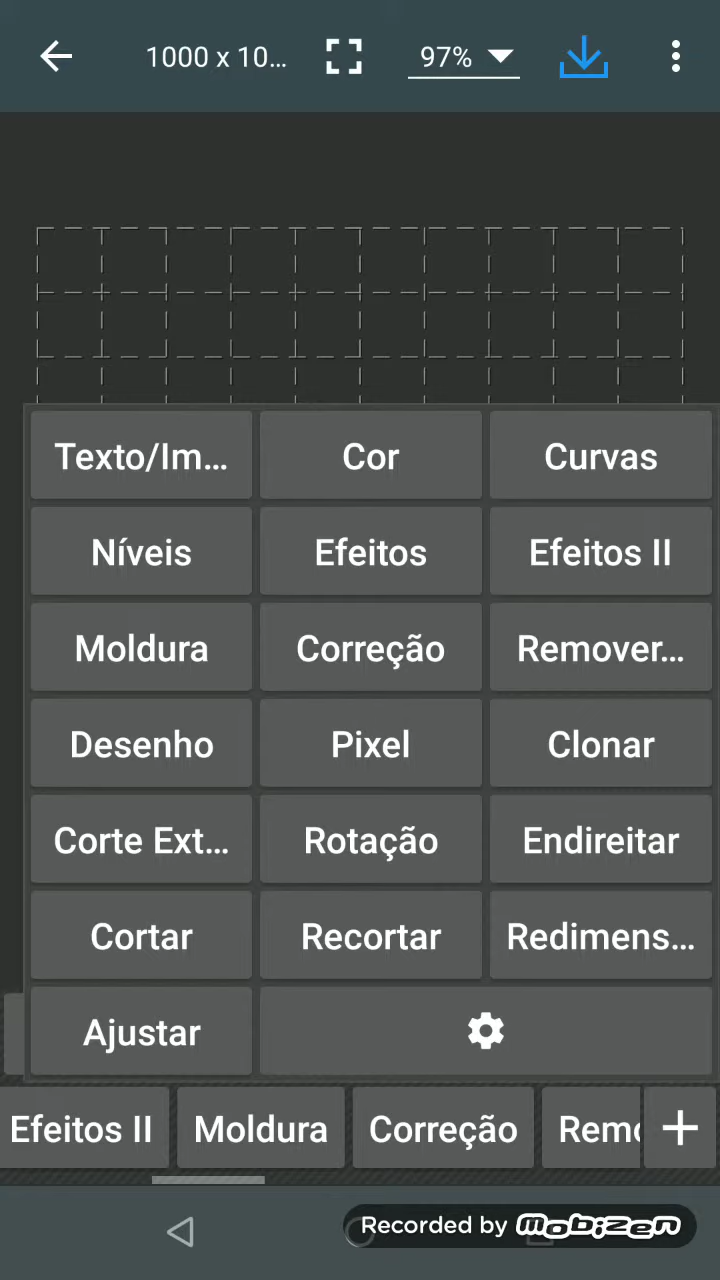 1000 x 10... 97%
Texto/Im... Cor Curvas
Níveis Efeitos Efeitos II
Moldura Correção Remover...
Desenho Pixel Clonar
Corte Ext... Rotação Endireitar
Cortar Recortar Redimens...
Ajustar
Efeitos II Moldura Correção Remo
Recorded by mobizen